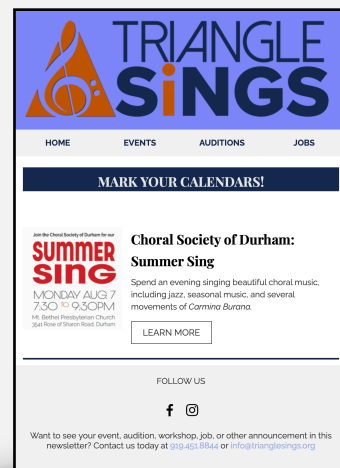 TRIANGLE
SiNGS
HOME EVENTS AUDITIONS JOBS
MARK YOUR CALENDARS!
Join the Choral Society of Durham for our
SUMMER
SING
MONDAY AUG. 7
7:30 TO 9:30PM
Mt. Bethel Presbyterian Church
3541 Rose of Sharon Road, Durham
Choral Society of Durham:
Summer Sing
Spend an evening singing beautiful choral music,
including jazz, seasonal music, and several
movements of Carmina Burana.
LEARN MORE
FOLLOW US
Want to see your event, audition, workshop, job, or other announcement in this
newsletter? Contact us today at 919.451.8844 or info@trianglesings.org